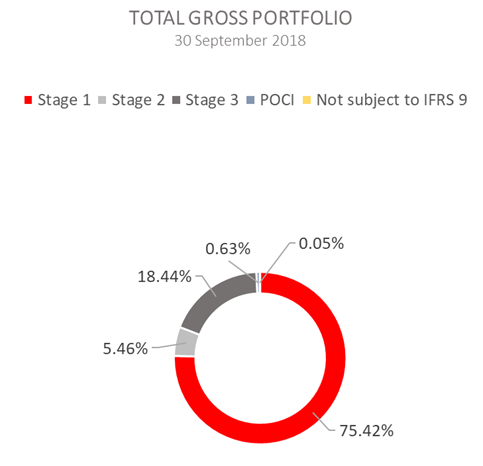 TOTAL GROSS PORTFOLIO
30 September 2018
Stage 1 Stage 2 Stage 3 POCI Not subject to IFRS 9
0.63% 0.05%
18.44%
5.46%
75.42%